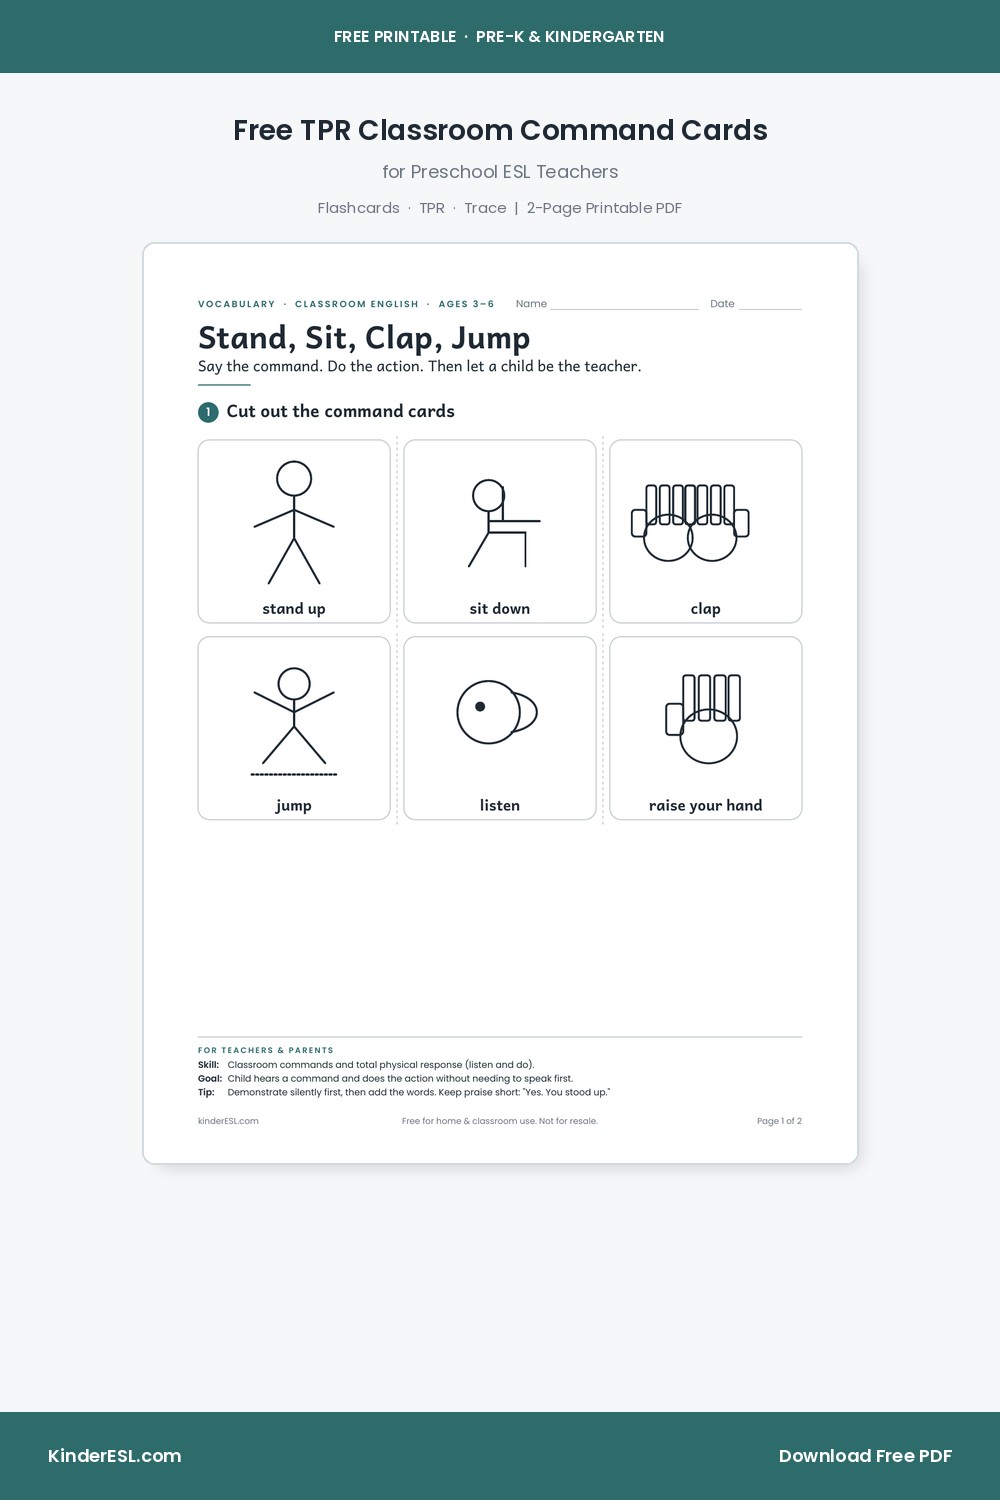 FREE PRINTABLE · PRE-K & KINDERGARTEN
Free TPR Classroom Command Cards
for Preschool ESL Teachers
Flashcards · TPR · Trace | 2-Page Printable PDF
VOCABULARY · CLASSROOM ENGLISH · AGES 3–6 Name Date
Stand, Sit, Clap, Jump
Say the command. Do the action. Then let a child be the teacher.
1 Cut out the command cards
stand up sit down clap
jump listen raise your hand
FOR TEACHERS & PARENTS
Skill: Classroom commands and total physical response (listen and do).
Goal: Child hears a command and does the action without needing to speak first.
Tip: Demonstrate silently first, then add the words. Keep praise short: "Yes. You stood up."
kinderESL.com Free for home & classroom use. Not for resale. Page 1 of 2
KinderESL.com Download Free PDF